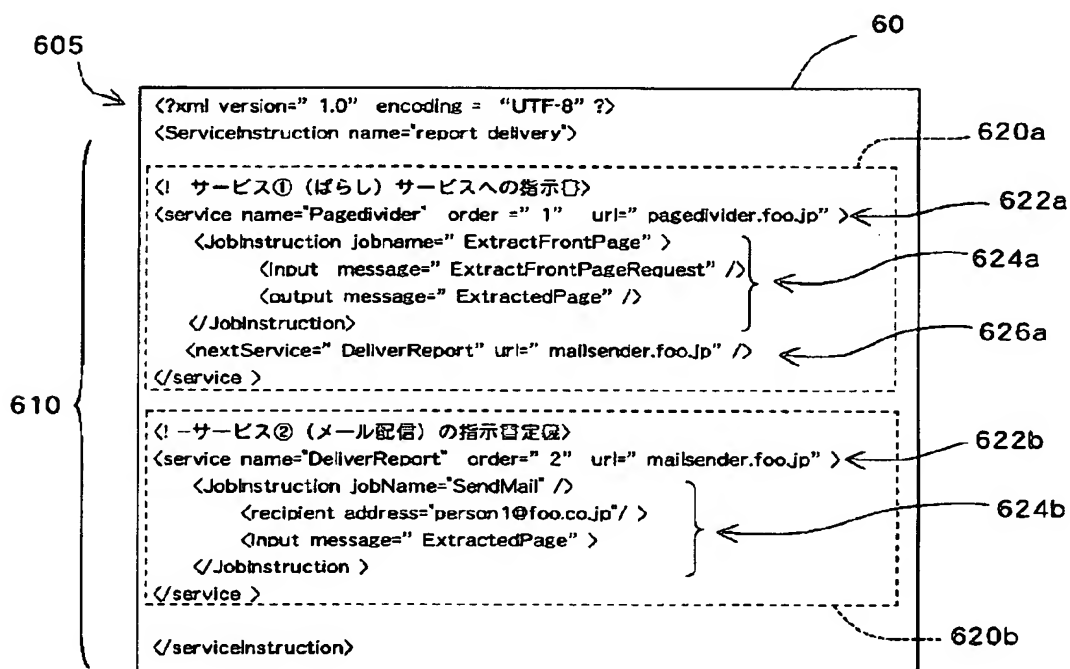 60
605
<?xml version=" 1.0" encoding = "UTF-8" ?>
<ServiceInstruction name="report delivery">
620a
<! サービス① (ばらし) サービスへの指示
<service name="Pagedivider" order =" 1" url=" pagedivider.foo.jp" >
622a
<JobInstruction jobname=" ExtractFrontPage" >
<Input message=" ExtractFrontPageRequest" />
624a
<output message=" ExtractedPage" />
</JobInstruction>
<nextService=" DeliverReport" url=" mailsender.foo.jp" />
626a
</service >
610
<! -サービス② (メール配信) の指示
<service name="DeliverReport" order=" 2" url=" mailsender.foo.jp" >
622b
<JobInstruction jobName="SendMail" />
<recipient address="person1@foo.co.jp"/ >
624b
<Input message=" ExtractedPage" >
</JobInstruction >
</service >
620b
</serviceInstruction>